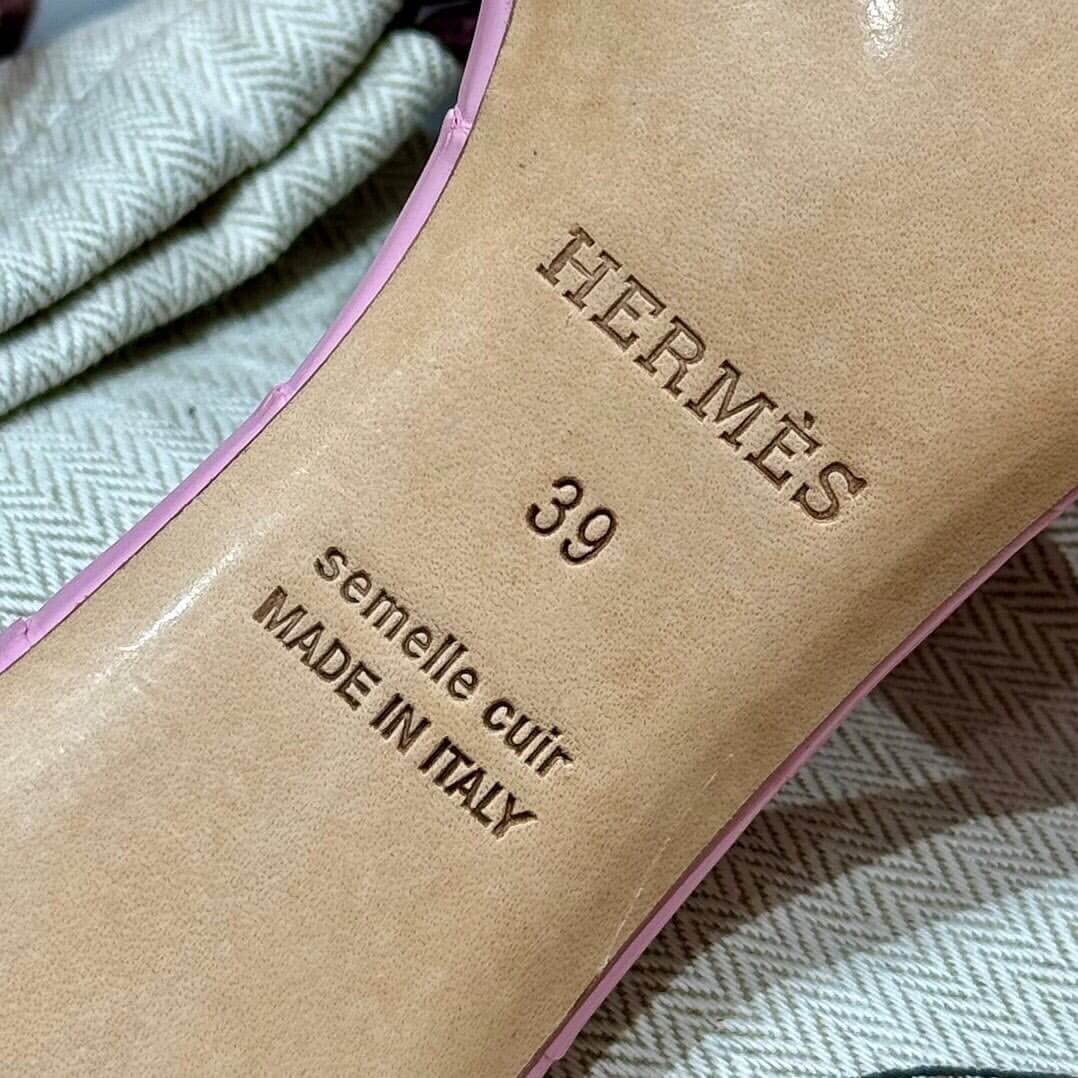 HERMÈS
39
semelle cuir
MADE IN ITALY